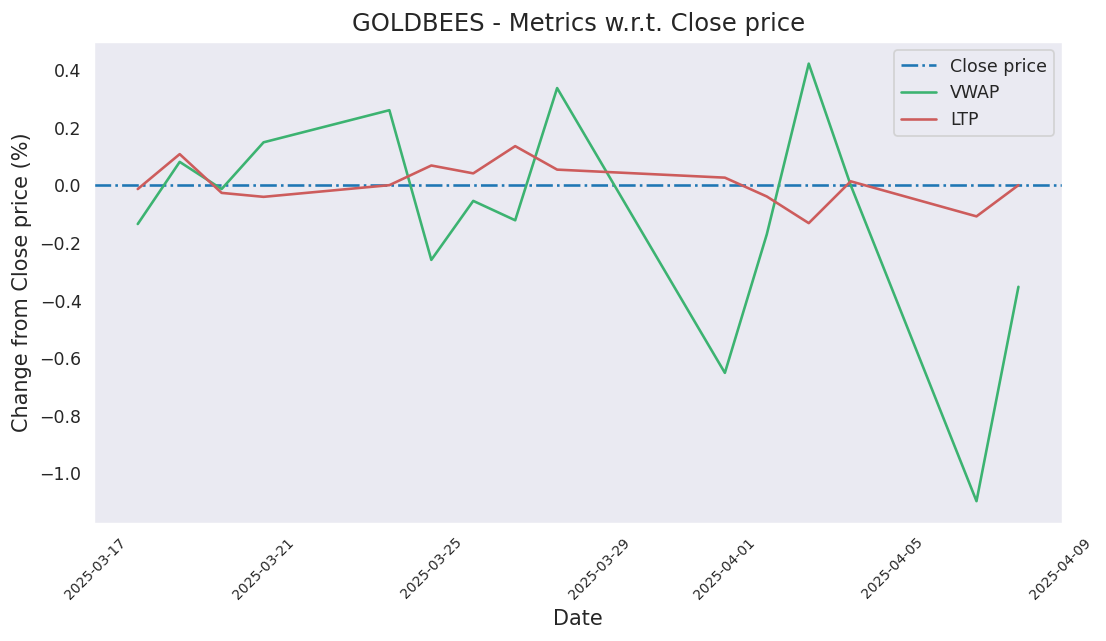 GOLDBEES - Metrics w.r.t. Close price
Change from Close price (%)
0.4
0.2
0.0
−0.2
−0.4
−0.6
−0.8
−1.0
Close price
VWAP
LTP
2025-03-17
2025-03-21
2025-03-25
2025-03-29
2025-04-01
2025-04-05
2025-04-09
Date